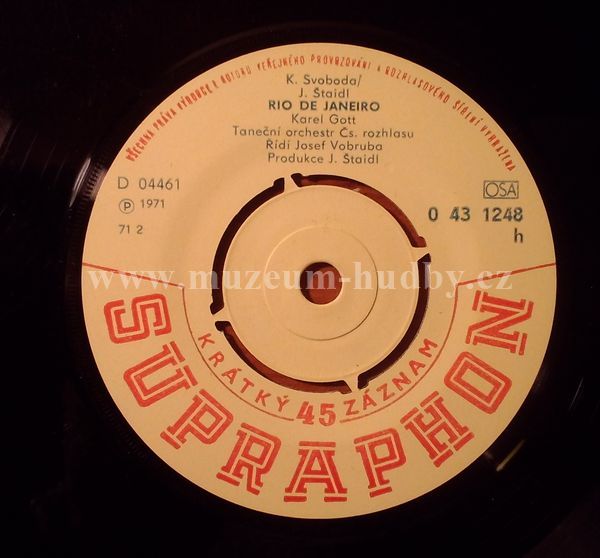 VŠECHNA PRÁVA VÝROBCE A AUTORŮ VEŘEJNÉHO PROVOZOVÁNÍ A ROZHLASOVÉHO ŠÍŘENÍ VYHRAZENA
K. Svoboda/
J. Štaidl
RIO DE JANEIRO
Karel Gott
Taneční orchestr Čs. rozhlasu
Řídí Josef Vobruba
Produkce J. Štaidl
D 04461
Ⓟ 1971
71 2
OSA
0 43 1248
h
www.muzeum-hudby.cz
KRÁTKÝ 45 ZÁZNAM
SUPRAPHON